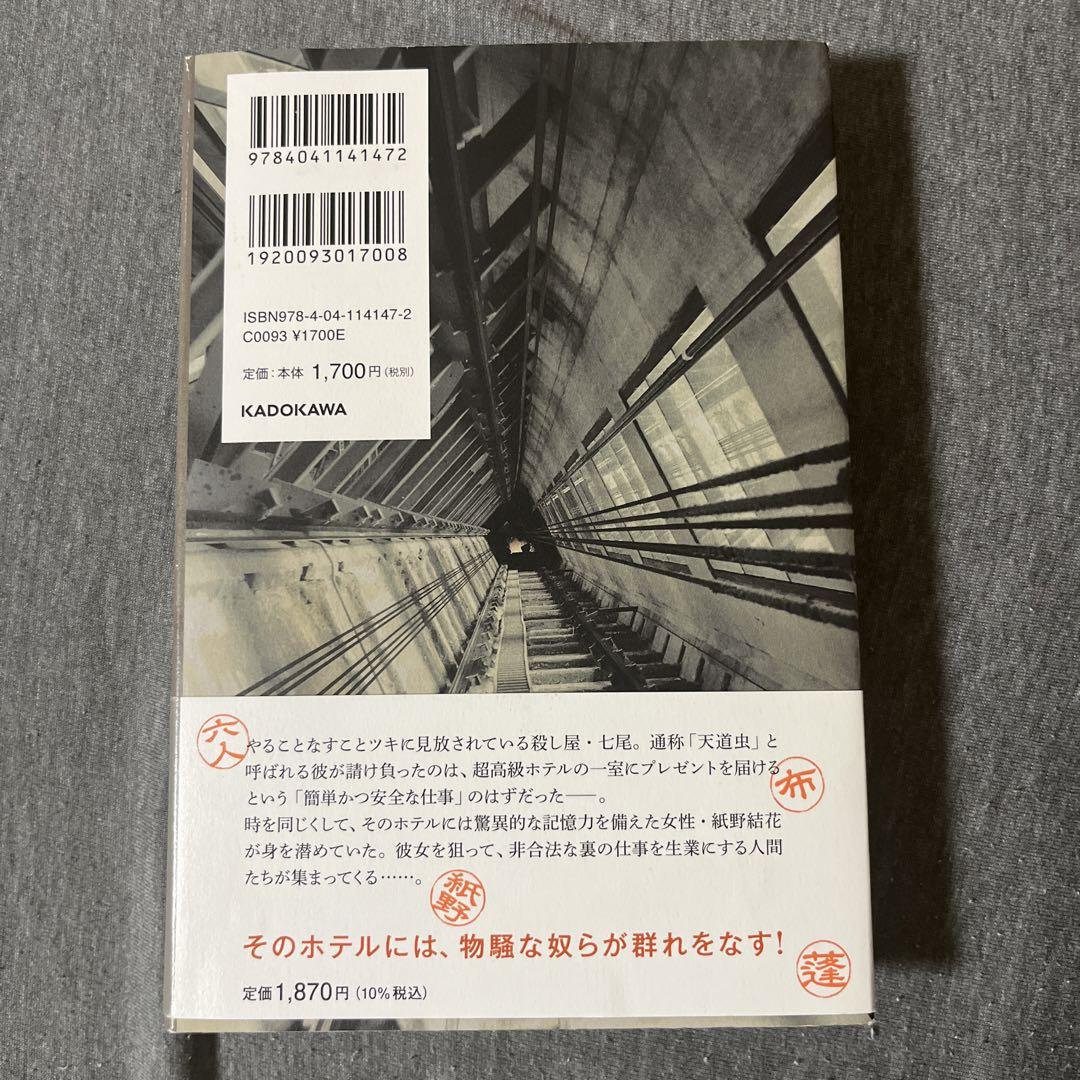 9784041141472
1920093017008
ISBN978-4-04-114147-2
C0093 ¥1700E
定価:本体 1,700円(税別)
KADOKAWA
六人
やることなすことツキに見放されている殺し屋・七尾。通称「天道虫」と
呼ばれる彼が請け負ったのは、超高級ホテルの一室にプレゼントを届ける
という「簡単かつ安全な仕事」のはずだった――。
布
時を同じくして、そのホテルには驚異的な記憶力を備えた女性・紙野結花
が身を潜めていた。彼女を狙って、非合法な裏の仕事を生業にする人間
たちが集まってくる……。
紙野
そのホテルには、物騒な奴らが群れをなす!
蓬
定価1,870円(10%税込)